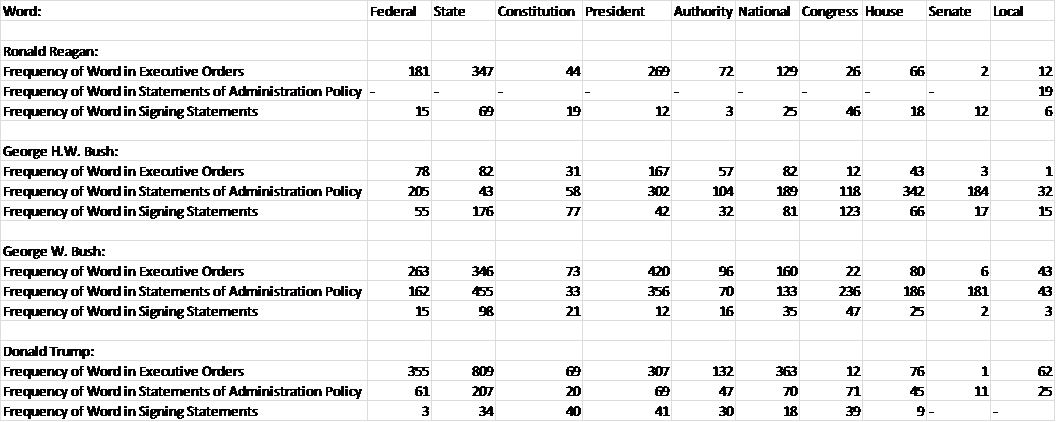 Word: Federal State Constitution President Authority National Congress House Senate Local
Ronald Reagan:
Frequency of Word in Executive Orders 181 347 44 269 72 129 26 66 2 12
Frequency of Word in Statements of Administration Policy - - - - - - - - - 19
Frequency of Word in Signing Statements 15 69 19 12 3 25 46 18 12 6
George H.W. Bush:
Frequency of Word in Executive Orders 78 82 31 167 57 82 12 43 3 1
Frequency of Word in Statements of Administration Policy 205 43 58 302 104 189 118 342 184 32
Frequency of Word in Signing Statements 55 176 77 42 32 81 123 66 17 15
George W. Bush:
Frequency of Word in Executive Orders 263 346 73 420 96 160 22 80 6 43
Frequency of Word in Statements of Administration Policy 162 455 33 356 70 133 236 186 181 43
Frequency of Word in Signing Statements 15 98 21 12 16 35 47 25 2 3
Donald Trump:
Frequency of Word in Executive Orders 355 809 69 307 132 363 12 76 1 62
Frequency of Word in Statements of Administration Policy 61 207 20 69 47 70 71 45 11 25
Frequency of Word in Signing Statements 3 34 40 41 30 18 39 9 - -